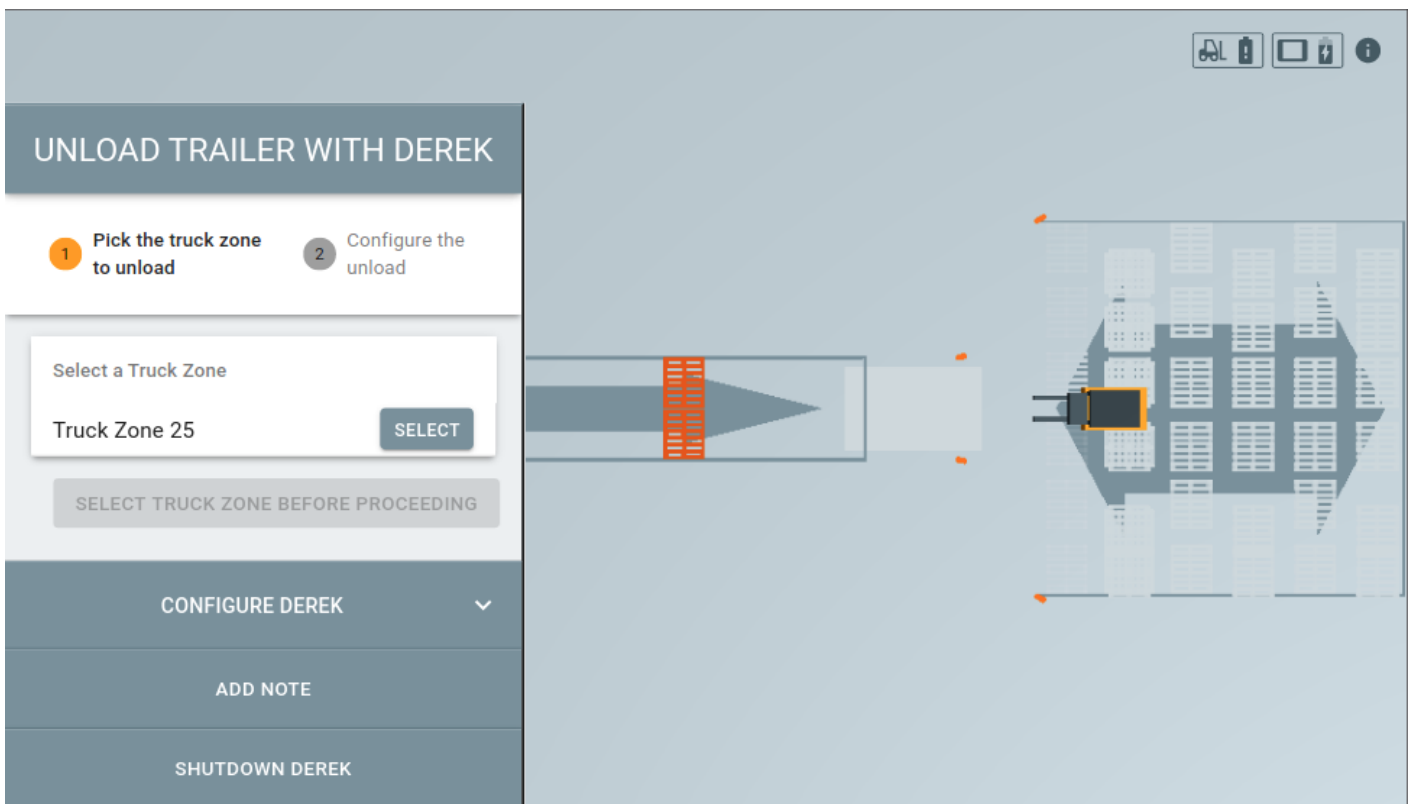 UNLOAD TRAILER WITH DEREK
1
Pick the truck zone
to unload
2
Configure the
unload
Select a Truck Zone
Truck Zone 25
SELECT
SELECT TRUCK ZONE BEFORE PROCEEDING
CONFIGURE DEREK
ADD NOTE
SHUTDOWN DEREK